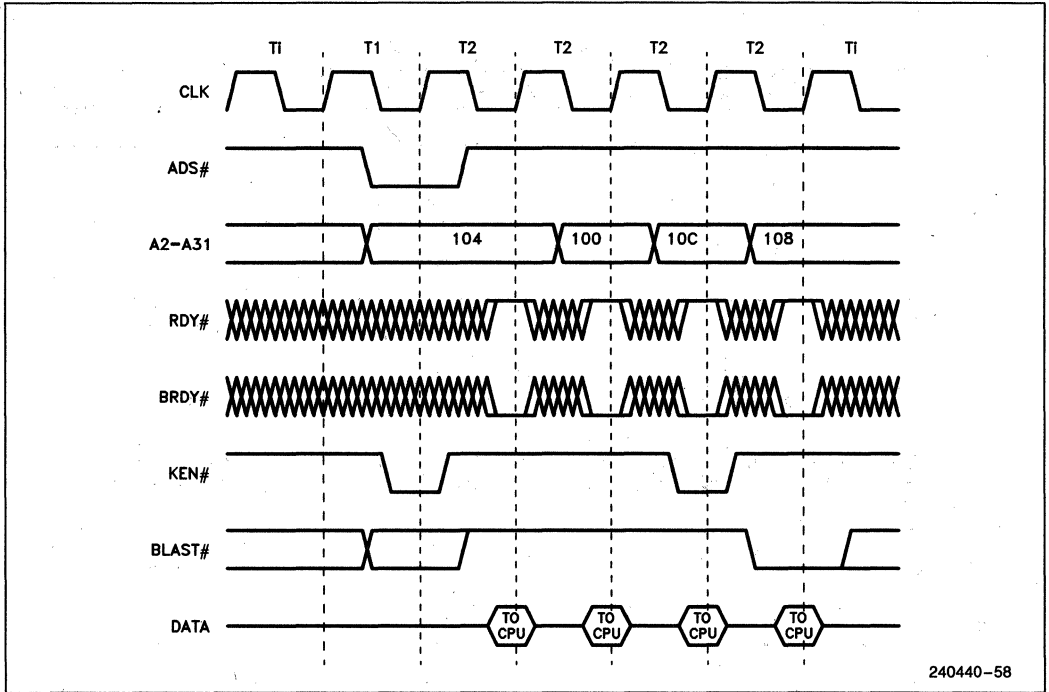 Ti T1 T2 T2 T2 T2 Ti
CLK
ADS#
A2-A31 104 100 10C 108
RDY#
BRDY#
KEN#
BLAST#
DATA TO CPU TO CPU TO CPU TO CPU
240440-58